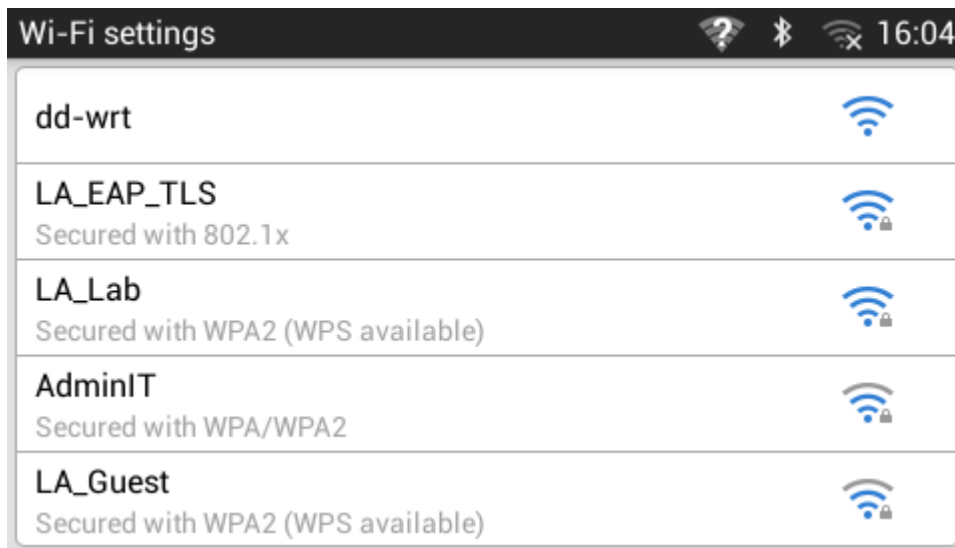 Wi-Fi settings 16:04
dd-wrt
LA_EAP_TLS
Secured with 802.1x
LA_Lab
Secured with WPA2 (WPS available)
AdminIT
Secured with WPA/WPA2
LA_Guest
Secured with WPA2 (WPS available)